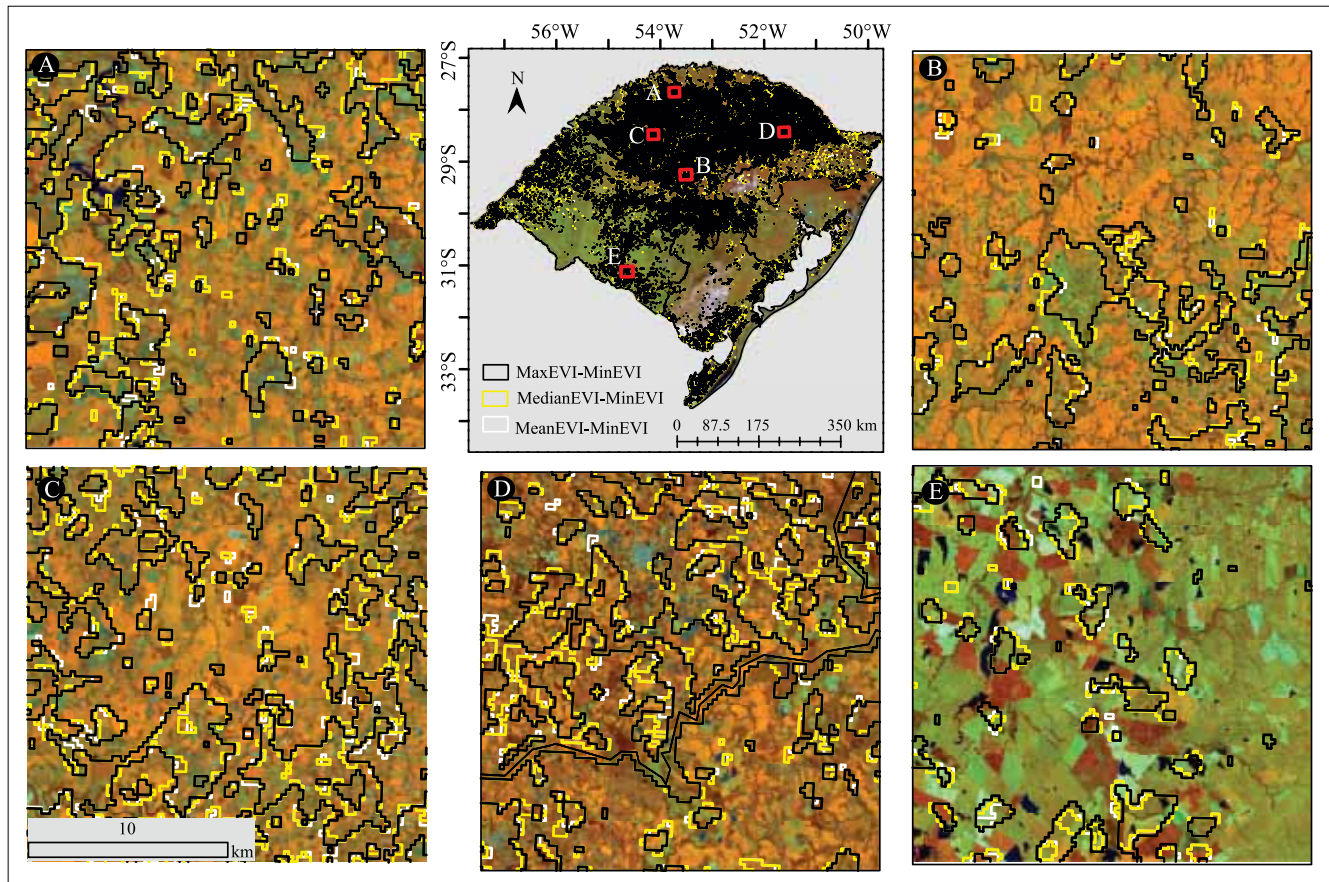 A
56°W 54°W 52°W 50°W
B
27°S
29°S
31°S
33°S
N
A
C
D
B
E
MaxEVI-MinEVI
MedianEVI-MinEVI
MeanEVI-MinEVI
0 87.5 175 350 km
C
D
E
10
km